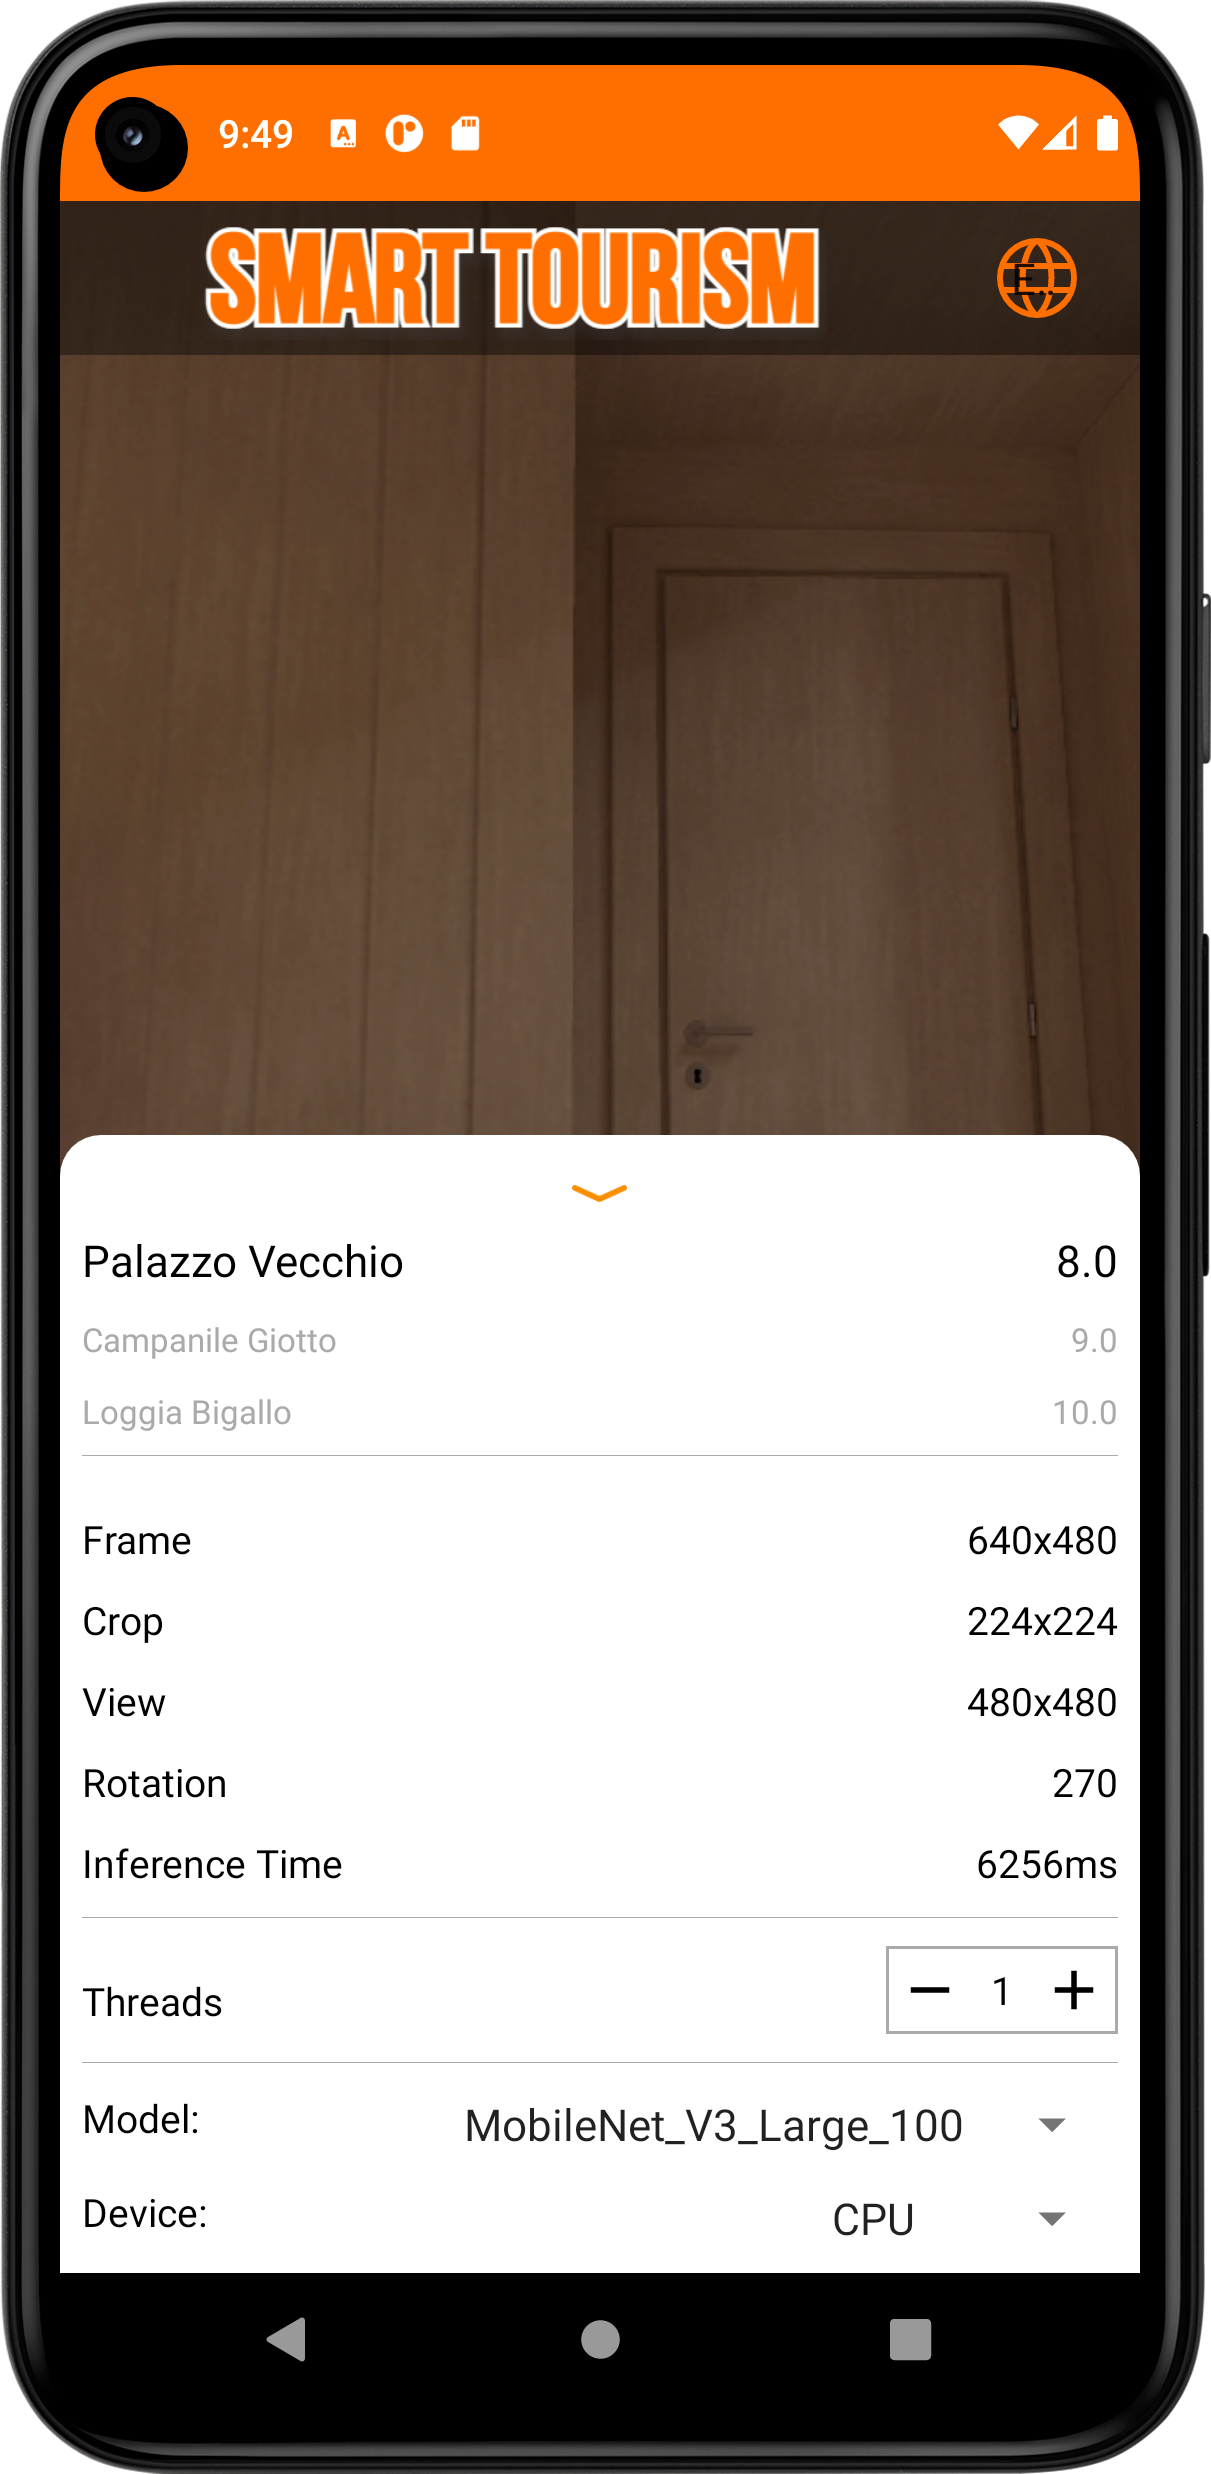 9:49
SMART TOURISM
E..
Palazzo Vecchio 8.0
Campanile Giotto 9.0
Loggia Bigallo 10.0
Frame 640x480
Crop 224x224
View 480x480
Rotation 270
Inference Time 6256ms
Threads 1
Model: MobileNet_V3_Large_100
Device: CPU